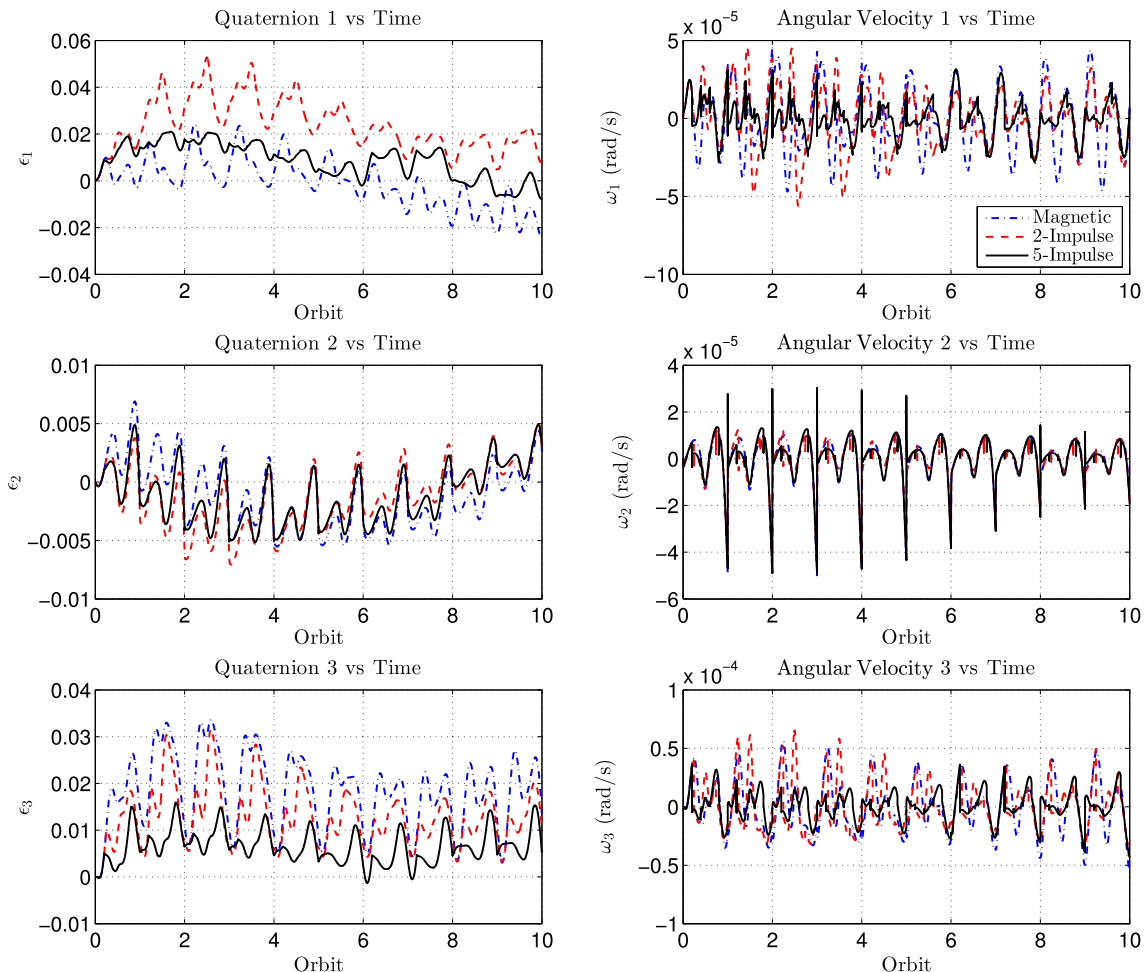 Quaternion 1 vs Time
0.06
0.04
0.02
0
−0.02
−0.04
ϵ1
0 2 4 6 8 10
Orbit
Angular Velocity 1 vs Time
x 10−5
5
0
−5
−10
ω1 (rad/s)
Magnetic
2-Impulse
5-Impulse
0 2 4 6 8 10
Orbit
Quaternion 2 vs Time
0.01
0.005
0
−0.005
−0.01
ϵ2
0 2 4 6 8 10
Orbit
Angular Velocity 2 vs Time
x 10−5
4
2
0
−2
−4
−6
ω2 (rad/s)
0 2 4 6 8 10
Orbit
Quaternion 3 vs Time
0.04
0.03
0.02
0.01
0
−0.01
ϵ3
0 2 4 6 8 10
Orbit
Angular Velocity 3 vs Time
x 10−4
1
0.5
0
−0.5
−1
ω3 (rad/s)
0 2 4 6 8 10
Orbit